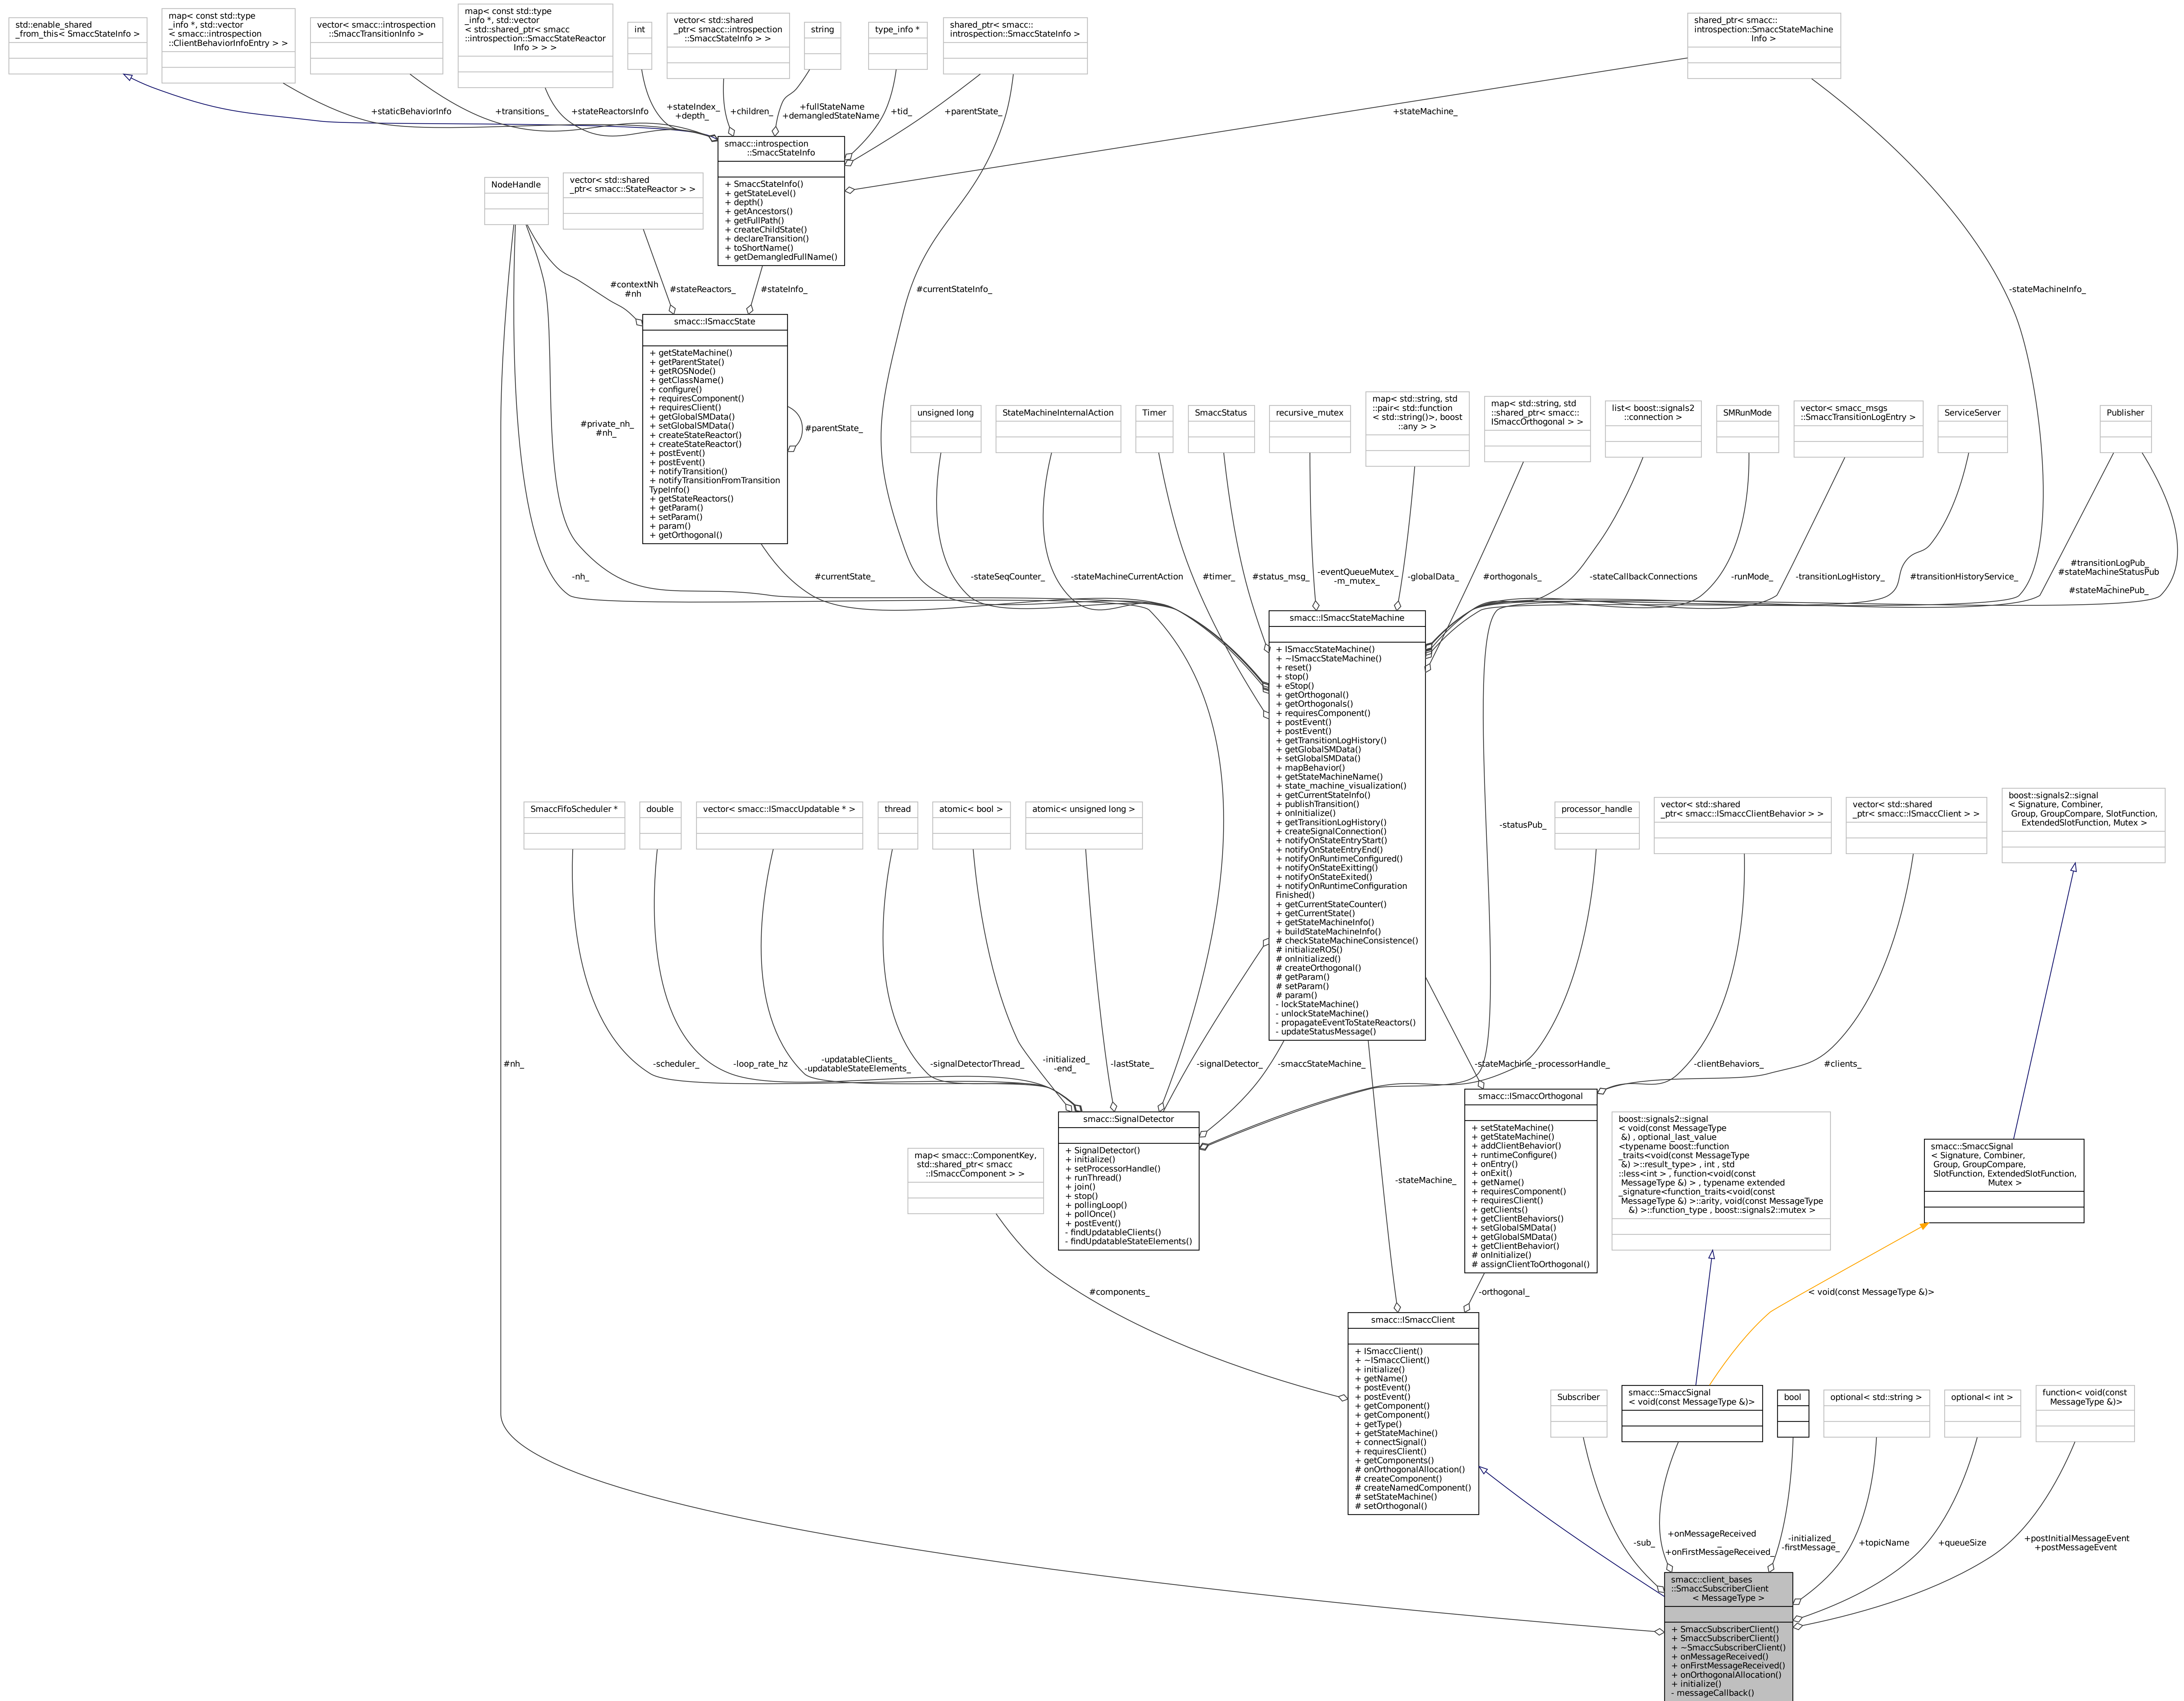 std::enable_shared
_from_this< SmaccStateInfo >
map< const std::type
_info *, std::vector
< smacc::introspection
::ClientBehaviorInfoEntry > >
vector< smacc::introspection
::SmaccTransitionInfo >
map< const std::type
_info *, std::vector
< std::shared_ptr< smacc
::introspection::SmaccStateReactor
Info > > >
int
vector< std::shared
_ptr< smacc::introspection
::SmaccStateInfo > >
string
type_info *
shared_ptr< smacc::
introspection::SmaccStateInfo >
shared_ptr< smacc::
introspection::SmaccStateMachine
Info >
+staticBehaviorInfo
+transitions_
+stateReactorsInfo
+stateIndex_
+depth_
+children_
+fullStateName
+demangledStateName
+tid_
+parentState_
+stateMachine_
smacc::introspection
::SmaccStateInfo
+ SmaccStateInfo()
+ getStateLevel()
+ depth()
+ getAncestors()
+ getFullPath()
+ createChildState()
+ declareTransition()
+ toShortName()
+ getDemangledFullName()
NodeHandle
vector< std::shared
_ptr< smacc::StateReactor > >
#contextNh
#nh
#stateReactors_
#stateInfo_
#currentStateInfo_
-stateMachineInfo_
smacc::ISmaccState
+ getStateMachine()
+ getParentState()
+ getROSNode()
+ getClassName()
+ configure()
+ requiresComponent()
+ requiresClient()
+ getGlobalSMData()
+ setGlobalSMData()
+ createStateReactor()
+ createStateReactor()
+ postEvent()
+ postEvent()
+ notifyTransition()
+ notifyTransitionFromTransition
TypeInfo()
+ getStateReactors()
+ getParam()
+ setParam()
+ param()
+ getOrthogonal()
#private_nh_
#nh_
#parentState_
unsigned long
StateMachineInternalAction
Timer
SmaccStatus
recursive_mutex
map< std::string, std
::pair< std::function
< std::string()>, boost
::any > >
map< std::string, std
::shared_ptr< smacc::
ISmaccOrthogonal > >
list< boost::signals2
::connection >
SMRunMode
vector< smacc_msgs
::SmaccTransitionLogEntry >
ServiceServer
Publisher
-nh_
#currentState_
-stateSeqCounter_
-stateMachineCurrentAction
#timer_
#status_msg_
-eventQueueMutex_
-m_mutex_
-globalData_
#orthogonals_
-stateCallbackConnections
-runMode_
-transitionLogHistory_
#transitionHistoryService_
#transitionLogPub_
#stateMachineStatusPub
_
#stateMachinePub_
smacc::ISmaccStateMachine
+ ISmaccStateMachine()
+ ~ISmaccStateMachine()
+ reset()
+ stop()
+ eStop()
+ getOrthogonal()
+ getOrthogonals()
+ requiresComponent()
+ postEvent()
+ postEvent()
+ getTransitionLogHistory()
+ getGlobalSMData()
+ setGlobalSMData()
+ mapBehavior()
+ getStateMachineName()
+ state_machine_visualization()
+ getCurrentStateInfo()
+ publishTransition()
+ onInitialize()
+ getTransitionLogHistory()
+ createSignalConnection()
+ notifyOnStateEntryStart()
+ notifyOnStateEntryEnd()
+ notifyOnRuntimeConfigured()
+ notifyOnStateExitting()
+ notifyOnStateExited()
+ notifyOnRuntimeConfiguration
Finished()
+ getCurrentStateCounter()
+ getCurrentState()
+ getStateMachineInfo()
+ buildStateMachineInfo()
# checkStateMachineConsistence()
# initializeROS()
# onInitialized()
# createOrthogonal()
# getParam()
# setParam()
# param()
- lockStateMachine()
- unlockStateMachine()
- propagateEventToStateReactors()
- updateStatusMessage()
SmaccFifoScheduler *
double
vector< smacc::ISmaccUpdatable * >
thread
atomic< bool >
atomic< unsigned long >
-statusPub_
processor_handle
vector< std::shared
_ptr< smacc::ISmaccClientBehavior > >
vector< std::shared
_ptr< smacc::ISmaccClient > >
boost::signals2::signal
< Signature, Combiner,
Group, GroupCompare, SlotFunction,
ExtendedSlotFunction, Mutex >
#nh_
-scheduler_
-loop_rate_hz
-updatableClients_
-updatableStateElements_
-signalDetectorThread_
-initialized_
-end_
-lastState_
-signalDetector_
-smaccStateMachine_
-stateMachine_
-processorHandle_
-clientBehaviors_
#clients_
smacc::SignalDetector
+ SignalDetector()
+ initialize()
+ setProcessorHandle()
+ runThread()
+ join()
+ stop()
+ pollingLoop()
+ pollOnce()
+ postEvent()
- findUpdatableClients()
- findUpdatableStateElements()
smacc::ISmaccOrthogonal
+ setStateMachine()
+ getStateMachine()
+ addClientBehavior()
+ runtimeConfigure()
+ onEntry()
+ onExit()
+ getName()
+ requiresComponent()
+ requiresClient()
+ getClients()
+ getClientBehaviors()
+ setGlobalSMData()
+ getGlobalSMData()
+ getClientBehavior()
# onInitialize()
# assignClientToOrthogonal()
boost::signals2::signal
< void(const MessageType
&) , optional_last_value
<typename boost::function
_traits<void(const MessageType
&) >::result_type> , int , std
::less<int > , function<void(const
MessageType &) > , typename extended
_signature<function_traits<void(const
MessageType &) >::arity, void(const MessageType
&) >::function_type , boost::signals2::mutex >
smacc::SmaccSignal
< Signature, Combiner,
Group, GroupCompare,
SlotFunction, ExtendedSlotFunction,
Mutex >
map< smacc::ComponentKey,
std::shared_ptr< smacc
::ISmaccComponent > >
-stateMachine_
#components_
-orthogonal_
< void(const MessageType &)>
smacc::ISmaccClient
+ ISmaccClient()
+ ~ISmaccClient()
+ initialize()
+ getName()
+ postEvent()
+ postEvent()
+ getComponent()
+ getComponent()
+ getType()
+ getStateMachine()
+ connectSignal()
+ requiresClient()
+ getComponents()
# onOrthogonalAllocation()
# createComponent()
# createNamedComponent()
# setStateMachine()
# setOrthogonal()
Subscriber
smacc::SmaccSignal
< void(const MessageType &)>
bool
optional< std::string >
optional< int >
function< void(const
MessageType &)>
-sub_
+onMessageReceived
_
+onFirstMessageReceived_
-initialized_
-firstMessage_
+topicName
+queueSize
+postInitialMessageEvent
+postMessageEvent
smacc::client_bases
::SmaccSubscriberClient
< MessageType >
+ SmaccSubscriberClient()
+ SmaccSubscriberClient()
+ ~SmaccSubscriberClient()
+ onMessageReceived()
+ onFirstMessageReceived()
+ onOrthogonalAllocation()
+ initialize()
- messageCallback()